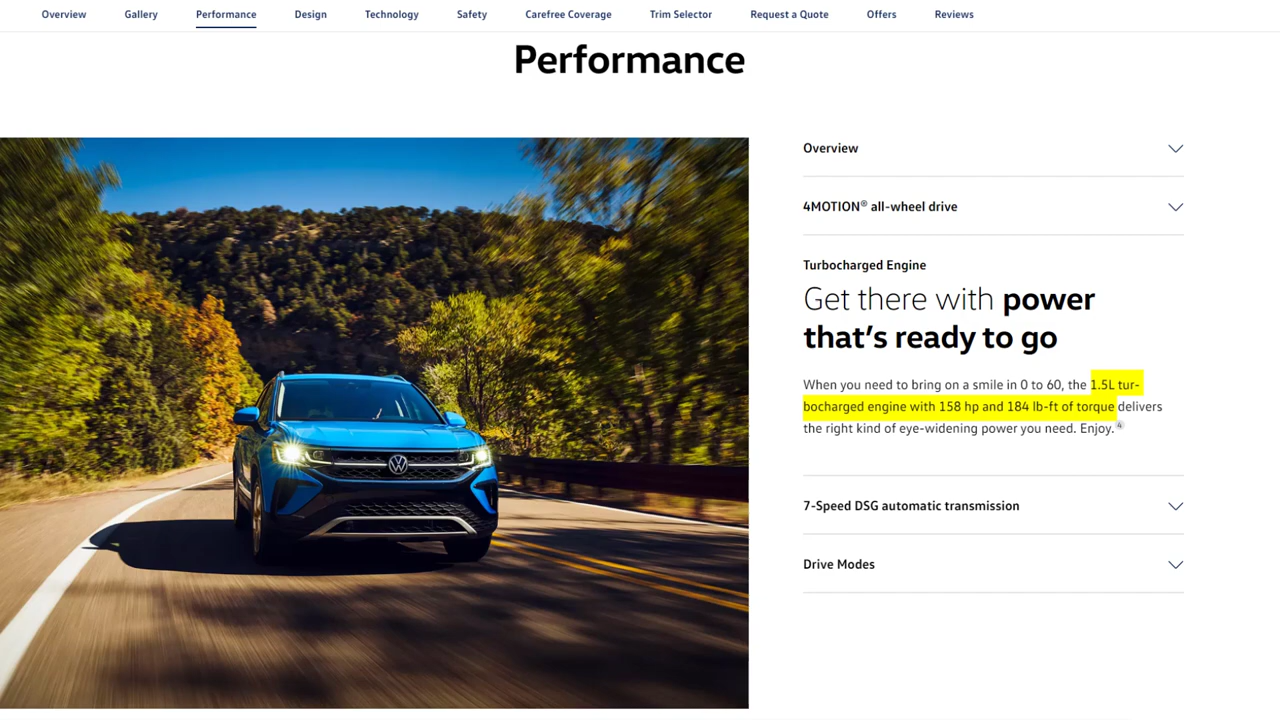 Overview Gallery Performance Design Technology Safety Carefree Coverage Trim Selector Request a Quote Offers Reviews
Performance
Overview
4MOTION® all-wheel drive
Turbocharged Engine
Get there with power
that’s ready to go
When you need to bring on a smile in 0 to 60, the 1.5L tur-
bocharged engine with 158 hp and 184 lb-ft of torque delivers
the right kind of eye-widening power you need. Enjoy. 4
7-Speed DSG automatic transmission
Drive Modes